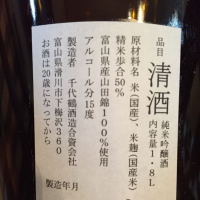 品目 清酒
純米吟醸酒
内容量1・8L
原材料名 米(国産)、米麹(国産米)
精米歩合50%
富山県産山田錦100%使用
アルコール分15度
製造者 千代鶴酒造合資会社
富山県滑川市下梅沢360
お酒は20歳になってから
製造年月